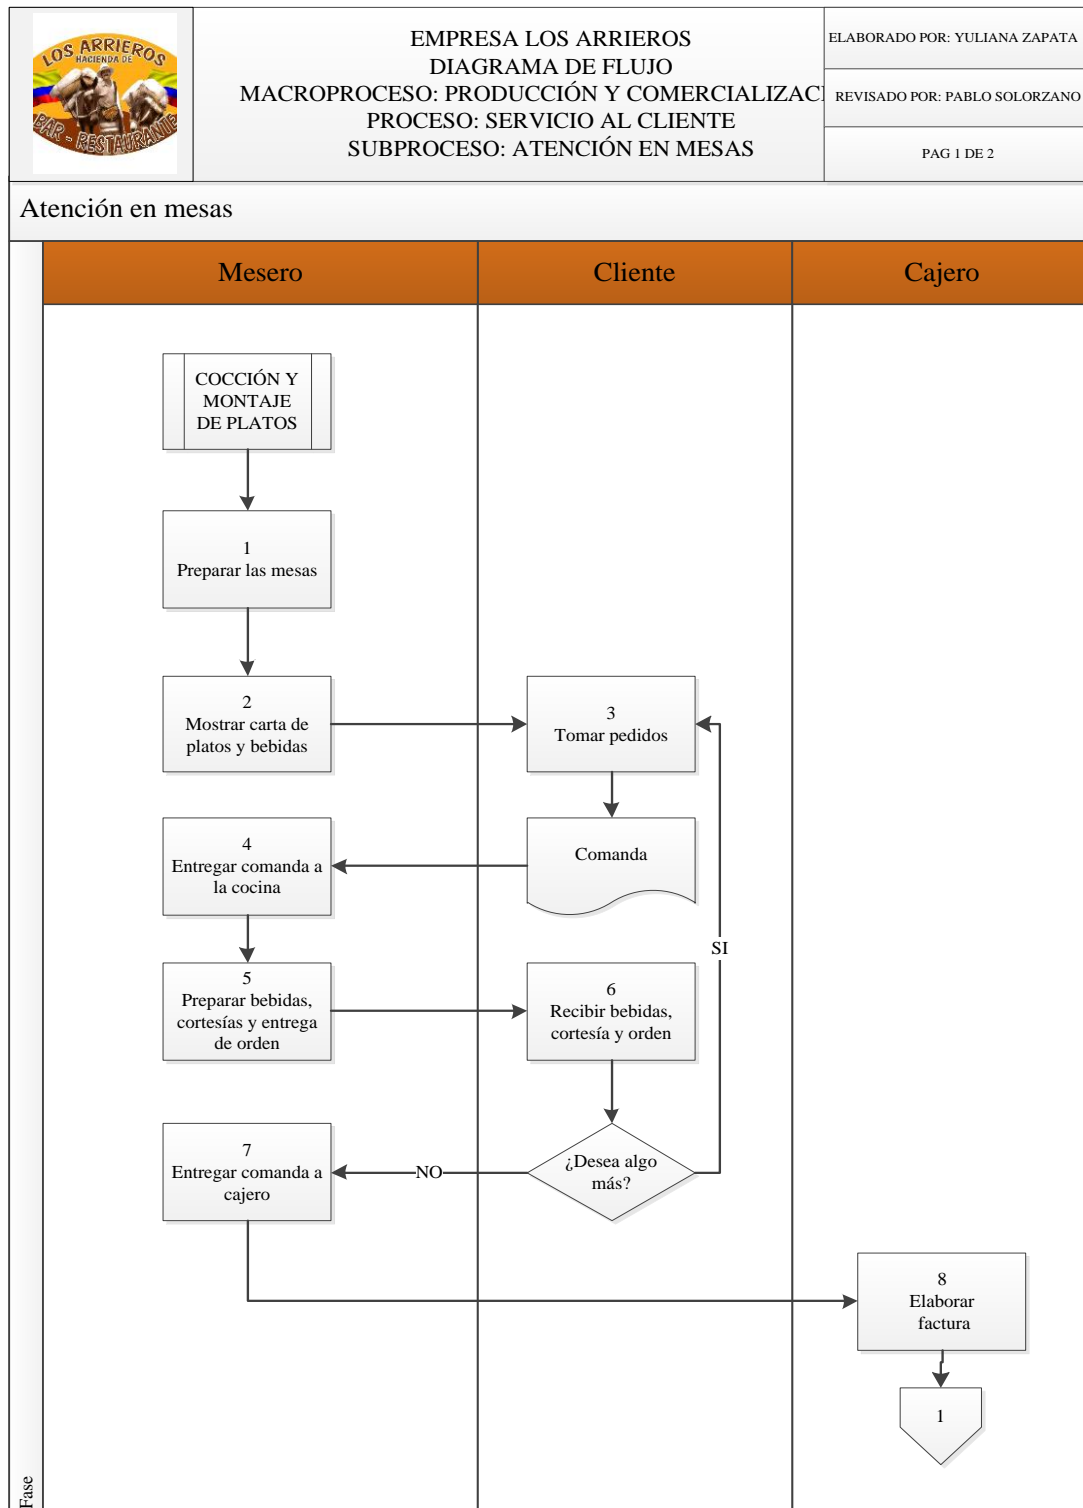 LOS ARRIEROS
HACIENDA DE
BAR - RESTAURANTE
EMPRESA LOS ARRIEROS
DIAGRAMA DE FLUJO
MACROPROCESO: PRODUCCIÓN Y COMERCIALIZACI
PROCESO: SERVICIO AL CLIENTE
SUBPROCESO: ATENCIÓN EN MESAS
ELABORADO POR: YULIANA ZAPATA
REVISADO POR: PABLO SOLORZANO
PAG 1 DE 2
Atención en mesas
Mesero
Cliente
Cajero
COCCIÓN Y
MONTAJE
DE PLATOS
1
Preparar las mesas
2
Mostrar carta de
platos y bebidas
3
Tomar pedidos
Comanda
4
Entregar comanda a
la cocina
SI
5
Preparar bebidas,
cortesías y entrega
de orden
6
Recibir bebidas,
cortesía y orden
¿Desea algo
más?
NO
7
Entregar comanda a
cajero
8
Elaborar
factura
1
Fase